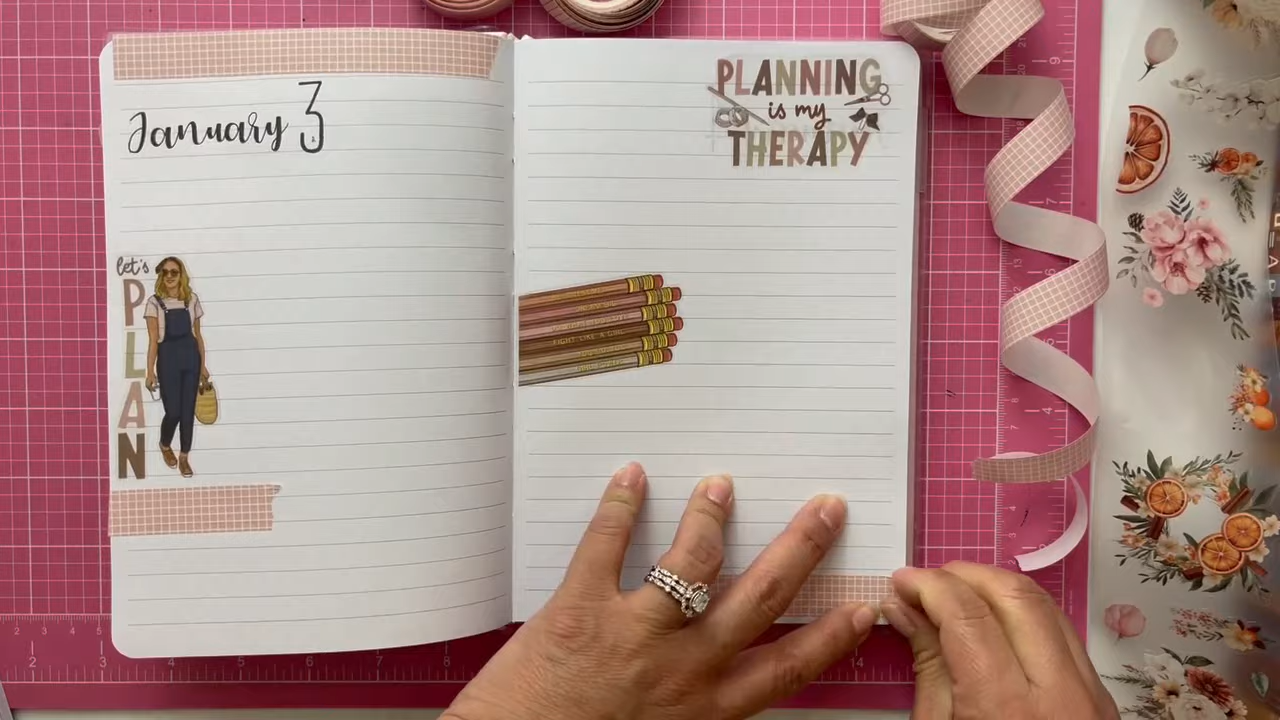 January 3
let's
PLAN
PLANNING
is my
THERAPY
FIGHT LIKE A GIRL